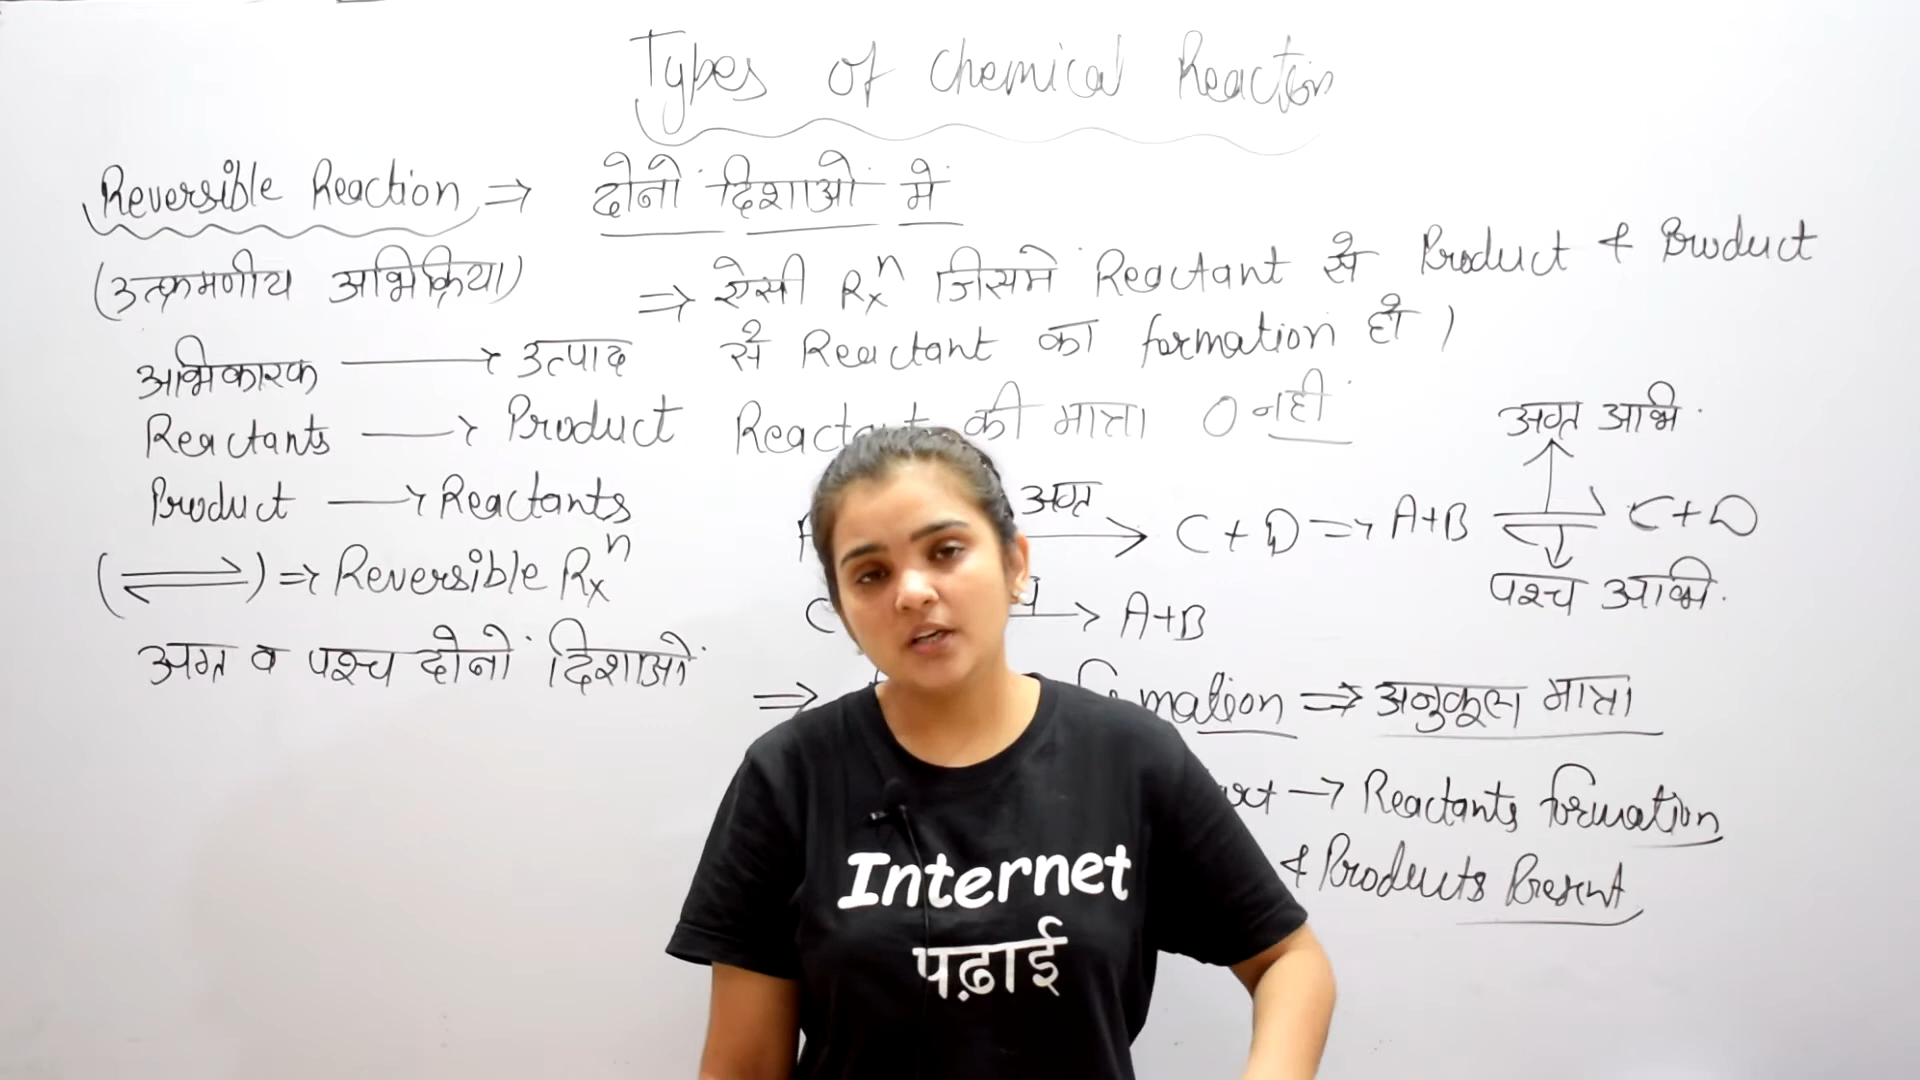 Types of Chemical Reaction
Reversible Reaction ⇒ दोनों दिशाओं में
(उत्क्रमणीय अभिक्रिया)
⇒ ऐसी Rxⁿ जिसमे Reactant से Product & Product
से Reactant का formation हो।
अभिकारक → उत्पाद
Reactants → Product
Product → Reactants
(⇌) ⇒ Reversible Rxⁿ
अग्र व पश्च दोनों दिशाओं
Reactant की मात्रा 0 नहीं
अग्र
→ C + D ⇒ A+B ⇌ C+D
अग्र अभि.
पश्च अभि.
C → A+B
⇒ अनुकूल मात्रा
→ Reactants formation
& Products Present
Internet
पढ़ाई